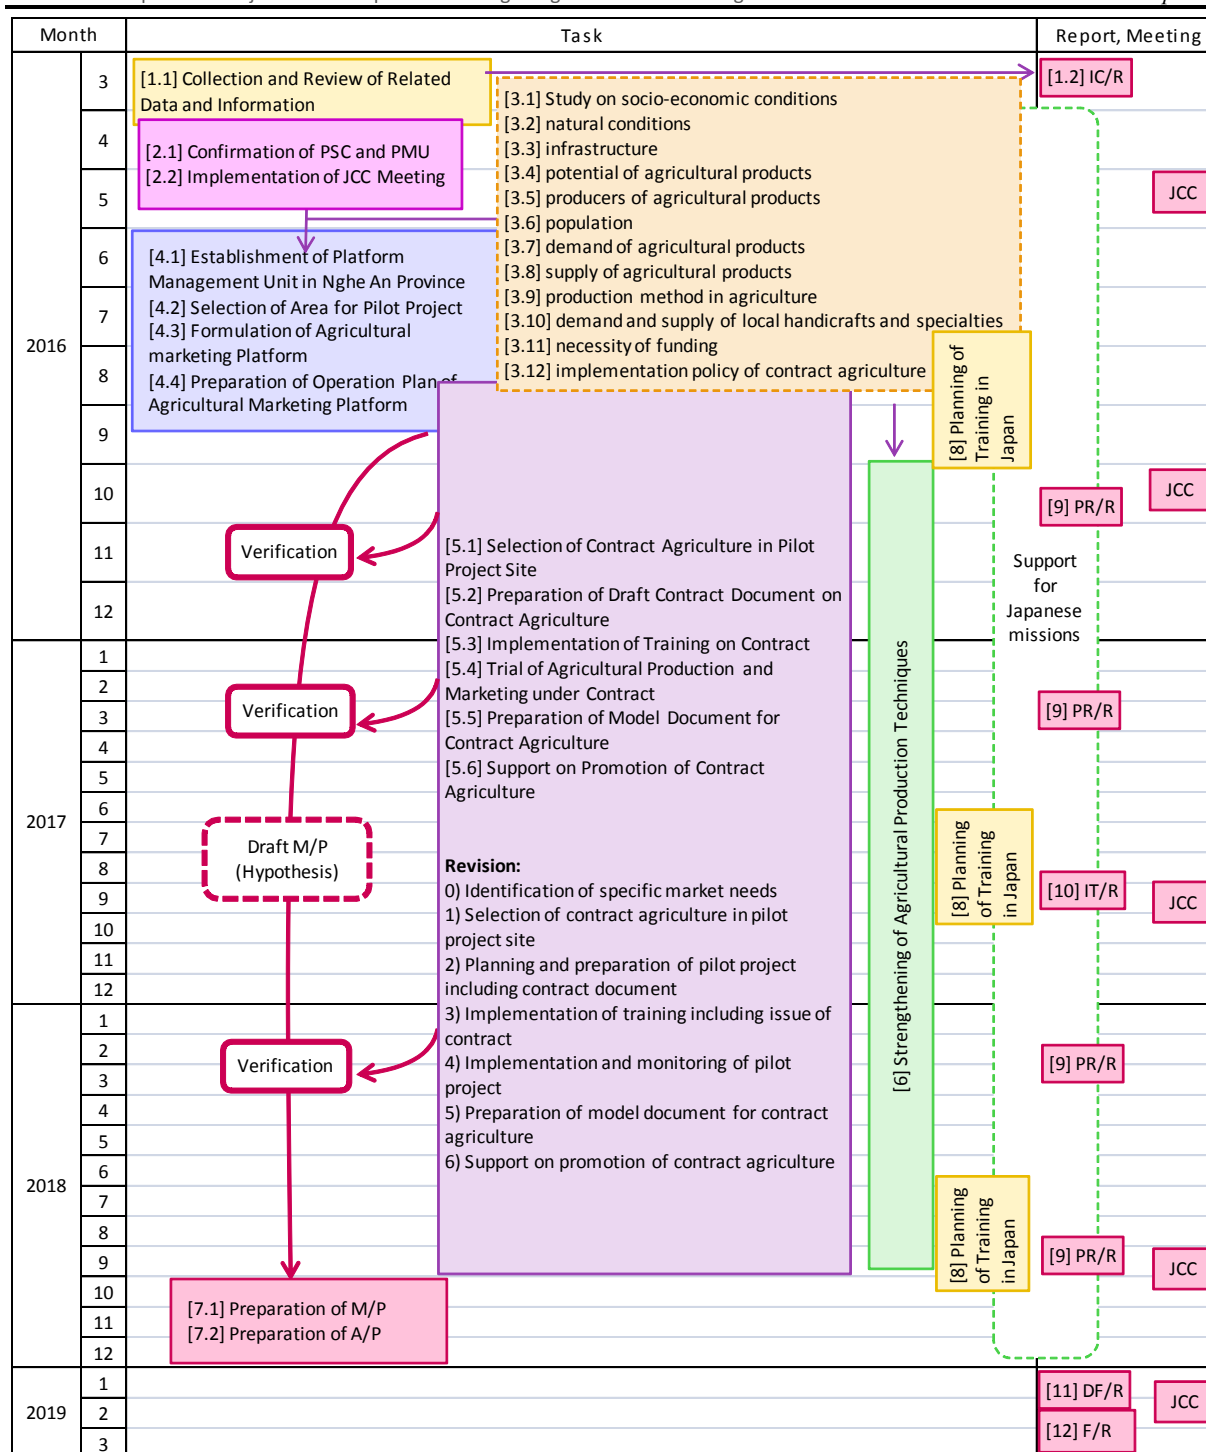 Month
Task
Report, Meeting
2016
3
4
5
6
7
8
9
10
11
12
2017
1
2
3
4
5
6
7
8
9
10
11
12
2018
1
2
3
4
5
6
7
8
9
10
11
12
2019
1
2
3
[1.1] Collection and Review of Related
Data and Information
[2.1] Confirmation of PSC and PMU
[2.2] Implementation of JCC Meeting
[3.1] Study on socio-economic conditions
[3.2] natural conditions
[3.3] infrastructure
[3.4] potential of agricultural products
[3.5] producers of agricultural products
[3.6] population
[3.7] demand of agricultural products
[3.8] supply of agricultural products
[3.9] production method in agriculture
[3.10] demand and supply of local handicrafts and specialties
[3.11] necessity of funding
[3.12] implementation policy of contract agriculture
[4.1] Establishment of Platform
Management Unit in Nghe An Province
[4.2] Selection of Area for Pilot Project
[4.3] Formulation of Agricultural
marketing Platform
[4.4] Preparation of Operation Plan of
Agricultural Marketing Platform
Verification
Verification
Draft M/P
(Hypothesis)
Verification
[5.1] Selection of Contract Agriculture in Pilot
Project Site
[5.2] Preparation of Draft Contract Document on
Contract Agriculture
[5.3] Implementation of Training on Contract
[5.4] Trial of Agricultural Production and
Marketing under Contract
[5.5] Preparation of Model Document for
Contract Agriculture
[5.6] Support on Promotion of Contract
Agriculture
Revision:
0) Identification of specific market needs
1) Selection of contract agriculture in pilot
project site
2) Planning and preparation of pilot project
including contract document
3) Implementation of training including issue of
contract
4) Implementation and monitoring of pilot
project
5) Preparation of model document for contract
agriculture
6) Support on promotion of contract agriculture
[6] Strengthening of Agricultural Production Techniques
[7.1] Preparation of M/P
[7.2] Preparation of A/P
[8] Planning of
Training in
Japan
[8] Planning
of Training
in Japan
[8] Planning
of Training
in Japan
Support
for
Japanese
missions
[1.2] IC/R
JCC
JCC
[9] PR/R
[9] PR/R
[10] IT/R
JCC
[9] PR/R
[9] PR/R
JCC
[11] DF/R
JCC
[12] F/R